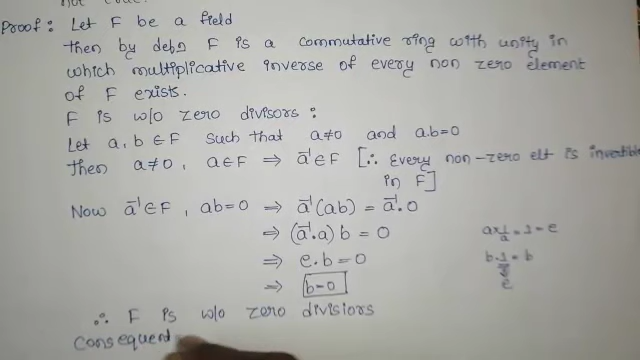 not
Proof: Let F be a field
then by defn F is a commutative ring with unity in
which multiplicative inverse of every non zero element
of F exists.
F is w/o zero divisors:
Let a, b ∈ F such that a≠0 and a.b=0
Then a≠0, a∈F ⇒ a⁻¹∈F [∴ Every non-zero elt is invertible
in F]
Now a⁻¹∈F, ab=0 ⇒ a⁻¹(ab) = a⁻¹.0
⇒ (a⁻¹.a) b = 0
⇒ e.b = 0
⇒ b=0
a×1/a = 1 = e
b.1 = b
e
∴ F is w/o zero divisiors
Consequend